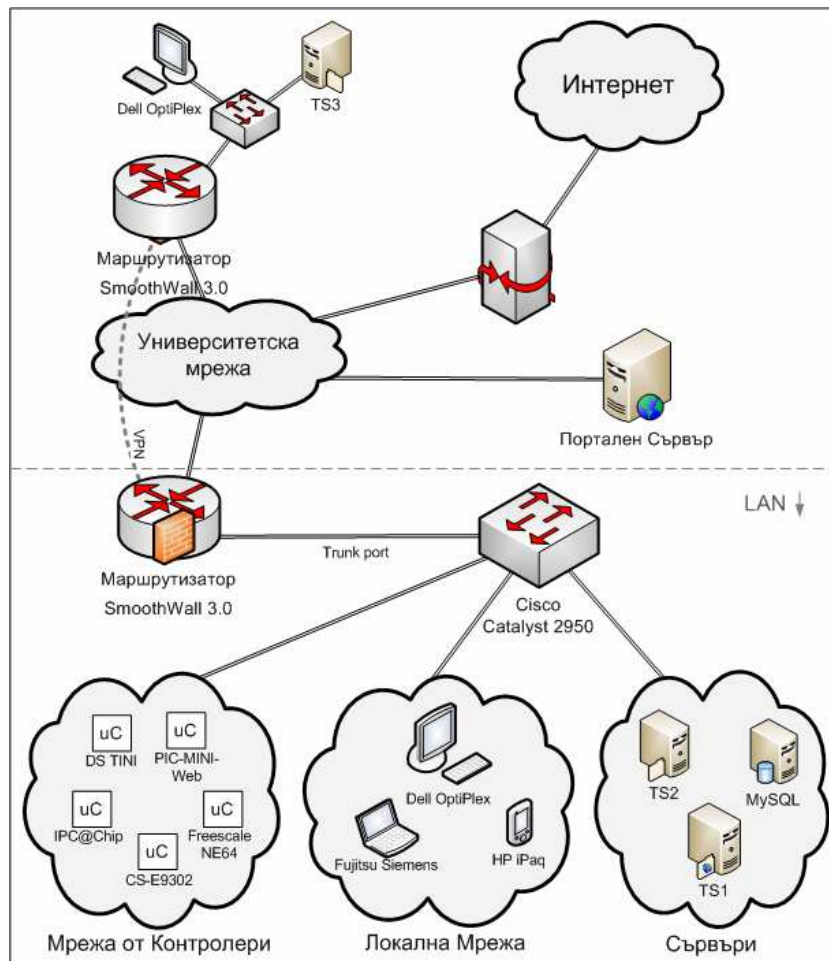 Dell OptiPlex
TS3
Интернет
Маршрутизатор
SmoothWall 3.0
Университетска
мрежа
Портален Сървър
VPN
LAN
Trunk port
Маршрутизатор
SmoothWall 3.0
Cisco
Catalyst 2950
uC
DS TINI
uC
PIC-MINI-
Web
uC
IPC@Chip
uC
Freescale
NE64
uC
CS-E9302
Dell OptiPlex
Fujitsu Siemens
HP iPaq
TS2
MySQL
TS1
Мрежа от Контролери
Локална Мрежа
Сървъри